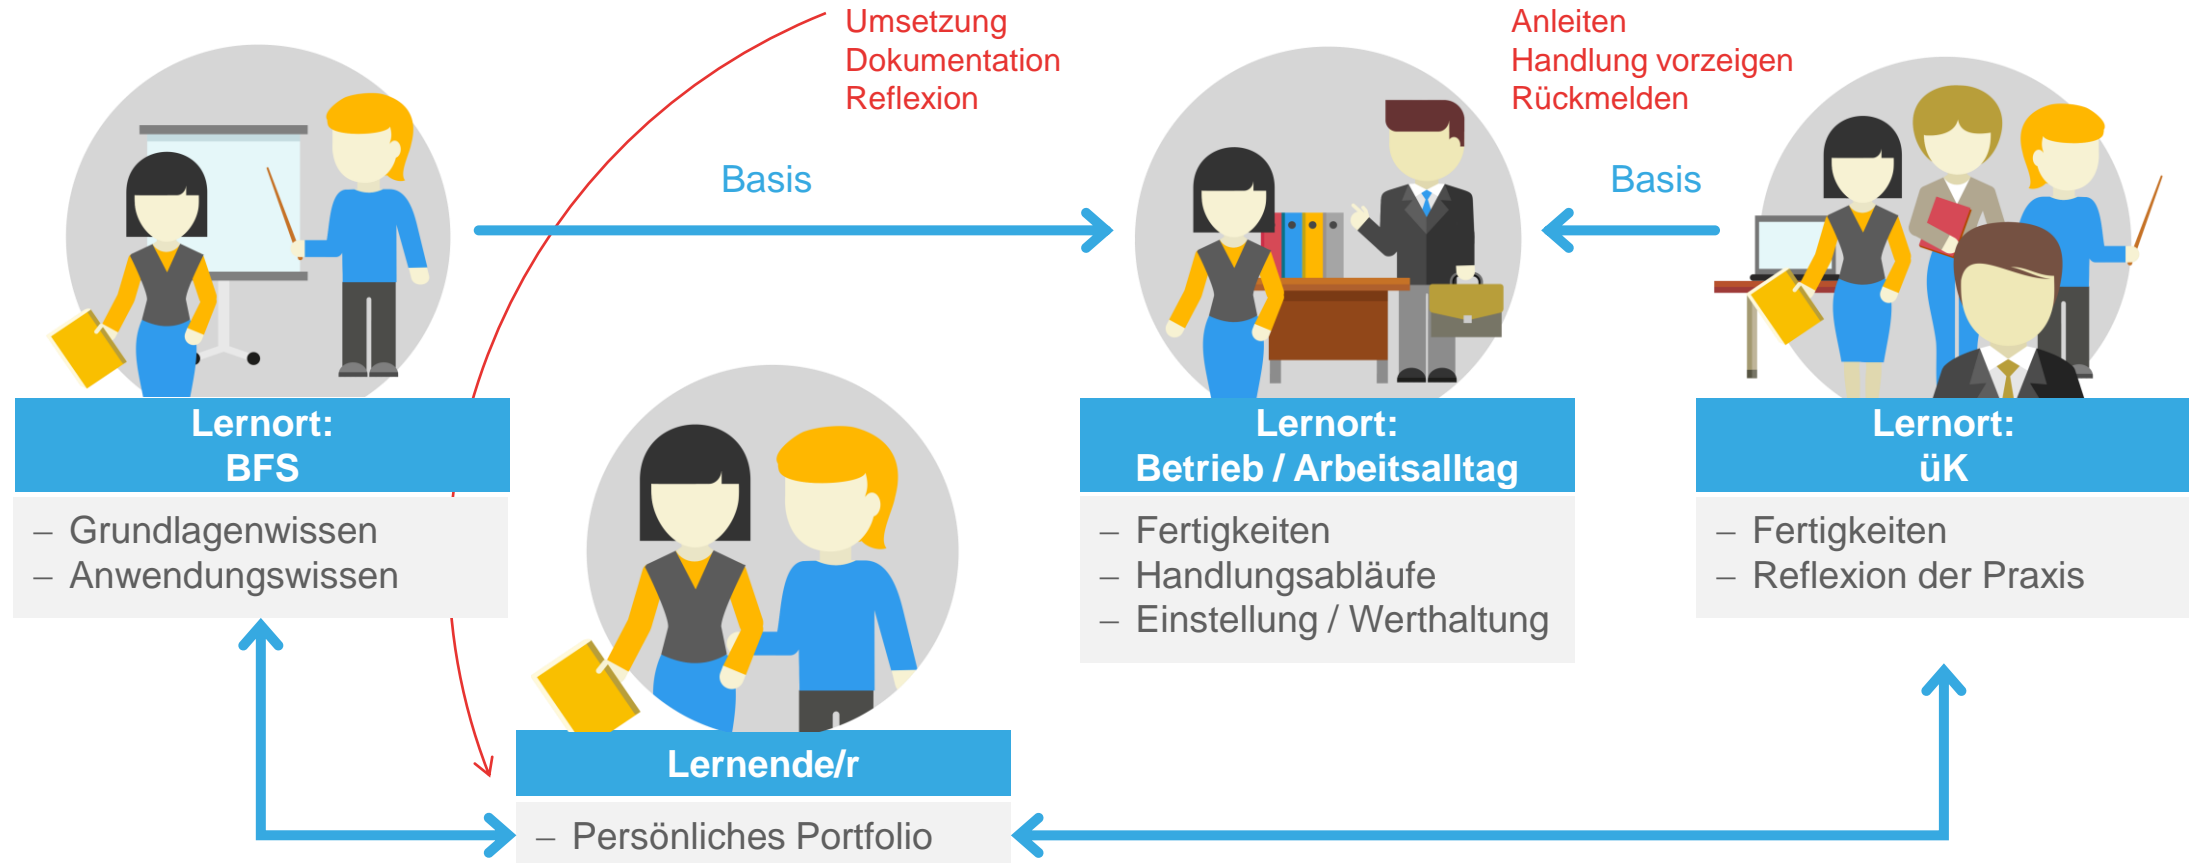 Umsetzung
Dokumentation
Reflexion
Anleiten
Handlung vorzeigen
Rückmelden
Basis
Basis
Lernort:
BFS
– Grundlagenwissen
– Anwendungswissen
Lernort:
Betrieb / Arbeitsalltag
– Fertigkeiten
– Handlungsabläufe
– Einstellung / Werthaltung
Lernort:
üK
– Fertigkeiten
– Reflexion der Praxis
Lernende/r
– Persönliches Portfolio